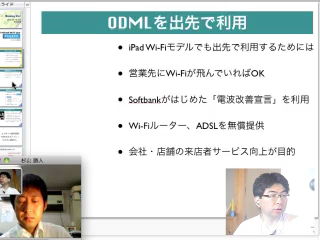 ODMLを出先で利用
• iPad Wi-Fiモデルでも出先で利用するためには
• 営業先にWi-Fiが飛んでいればOK
• Softbankがはじめた「電波改善宣言」を利用
• Wi-Fiルーター、ADSLを無償提供
• 会社・店舗の来店者サービス向上が目的